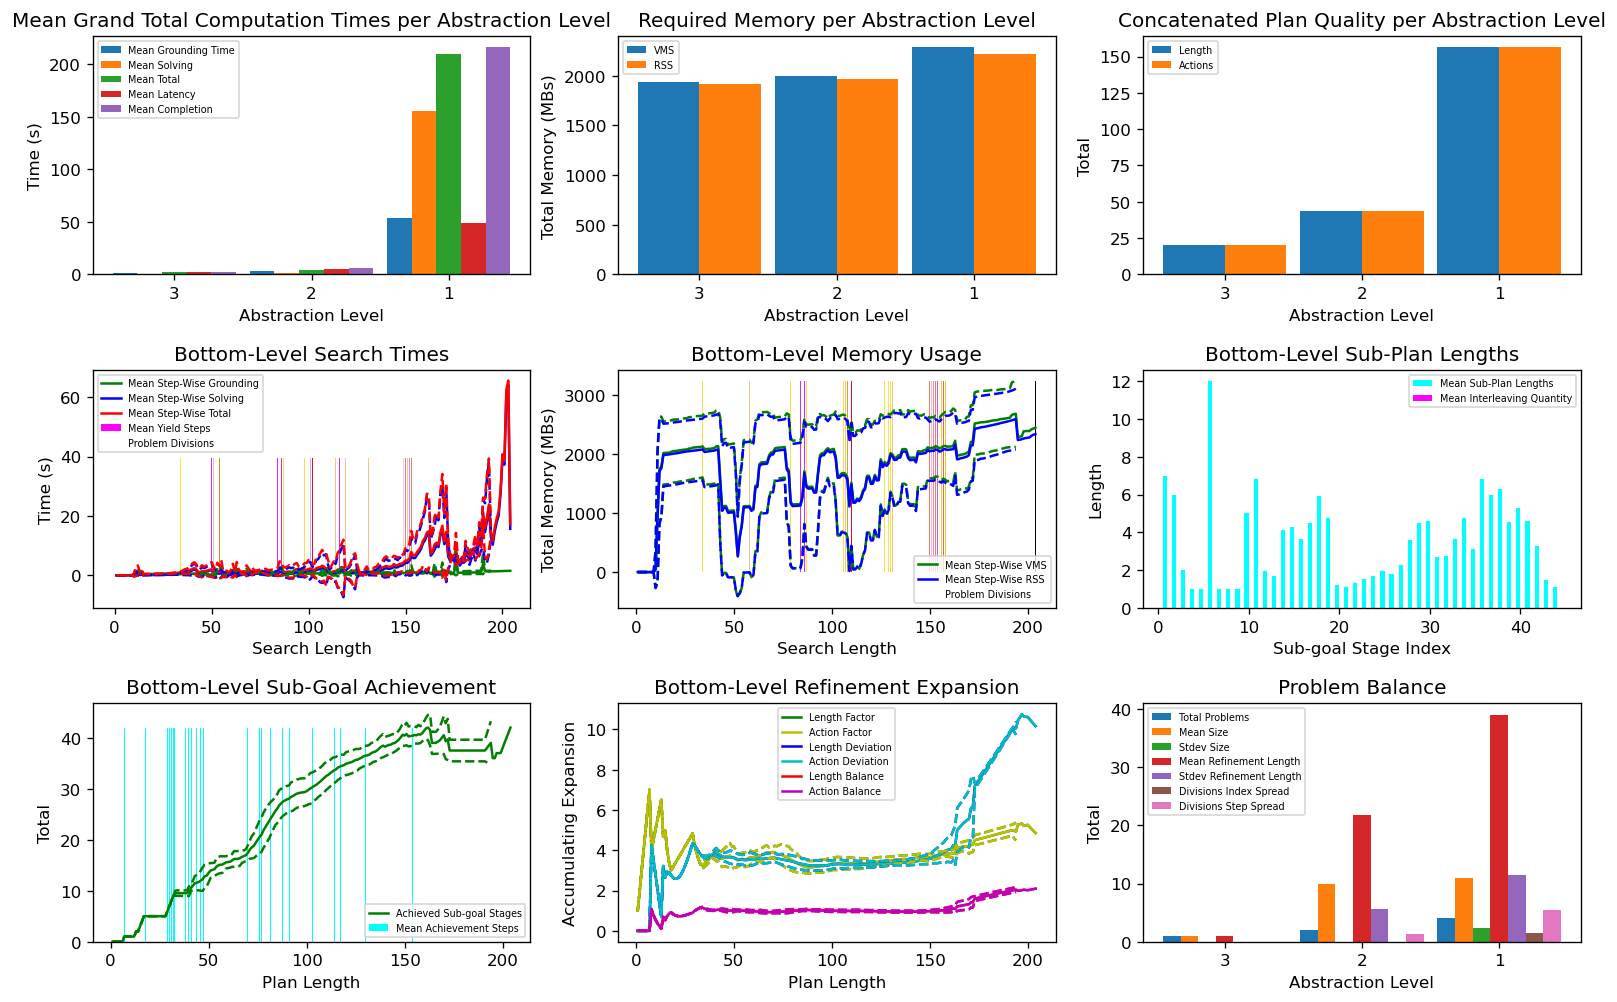 Mean Grand Total Computation Times per Abstraction Level
Time (s)
200
150
100
50
0
Mean Grounding Time
Mean Solving
Mean Total
Mean Latency
Mean Completion
3 2 1
Abstraction Level
Required Memory per Abstraction Level
Total Memory (MBs)
2000
1500
1000
500
0
VMS
RSS
3 2 1
Abstraction Level
Concatenated Plan Quality per Abstraction Level
Total
150
125
100
75
50
25
0
Length
Actions
3 2 1
Abstraction Level
Bottom-Level Search Times
Time (s)
60
40
20
0
Mean Step-Wise Grounding
Mean Step-Wise Solving
Mean Step-Wise Total
Mean Yield Steps
Problem Divisions
0 50 100 150 200
Search Length
Bottom-Level Memory Usage
Total Memory (MBs)
3000
2000
1000
0
Mean Step-Wise VMS
Mean Step-Wise RSS
Problem Divisions
0 50 100 150 200
Search Length
Bottom-Level Sub-Plan Lengths
Length
12
10
8
6
4
2
0
Mean Sub-Plan Lengths
Mean Interleaving Quantity
0 10 20 30 40
Sub-goal Stage Index
Bottom-Level Sub-Goal Achievement
Total
40
30
20
10
0
Achieved Sub-goal Stages
Mean Achievement Steps
0 50 100 150 200
Plan Length
Bottom-Level Refinement Expansion
Accumulating Expansion
10
8
6
4
2
0
Length Factor
Action Factor
Length Deviation
Action Deviation
Length Balance
Action Balance
0 50 100 150 200
Plan Length
Problem Balance
Total
40
30
20
10
0
Total Problems
Mean Size
Stdev Size
Mean Refinement Length
Stdev Refinement Length
Divisions Index Spread
Divisions Step Spread
3 2 1
Abstraction Level